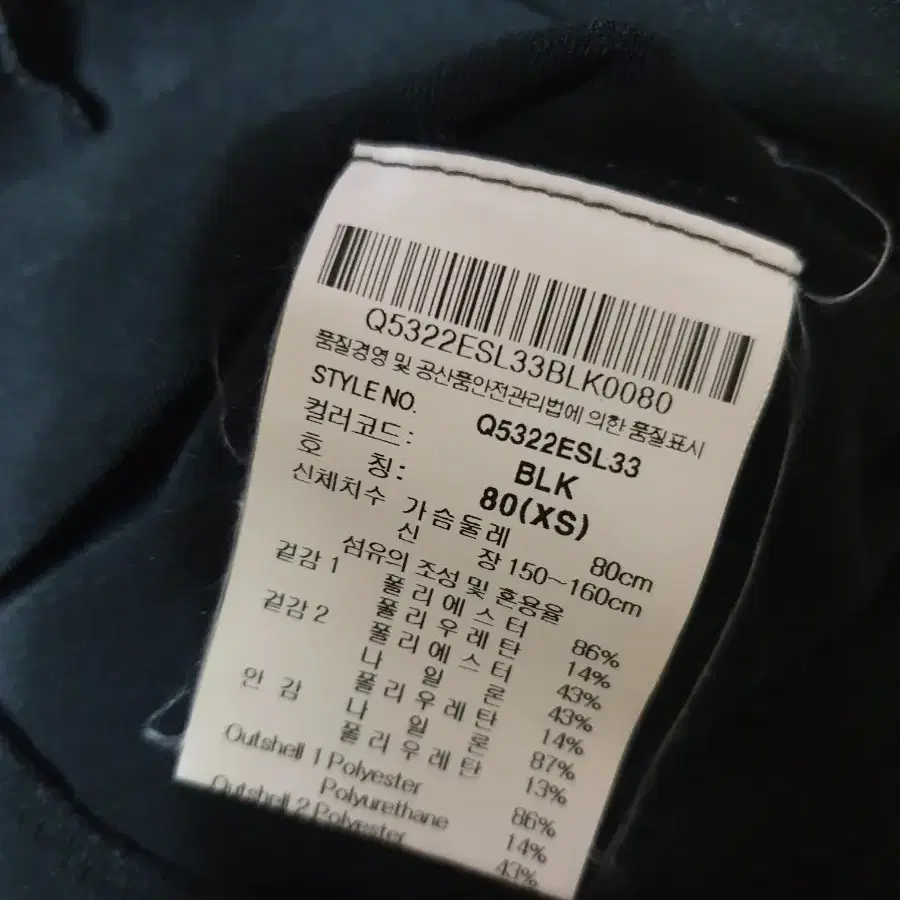 Q5322ESL33BLK0080
품질경영 및 공산품안전관리법에 의한 품질표시
STYLE NO. Q5322ESL33
컬러코드: BLK
호 칭: 80(XS)
신체치수 가슴둘레 80cm
신 장 150~160cm
섬유의 조성 및 혼용율
겉감 1 폴리에스터 86%
폴리우레탄 14%
겉감 2 폴리에스터 43%
나 일 론 43%
폴리우레탄 14%
안 감 나 일 론 87%
폴리우레탄 13%
Outshell 1 Polyester 86%
Polyurethane 14%
Outshell 2 Polyester 43%